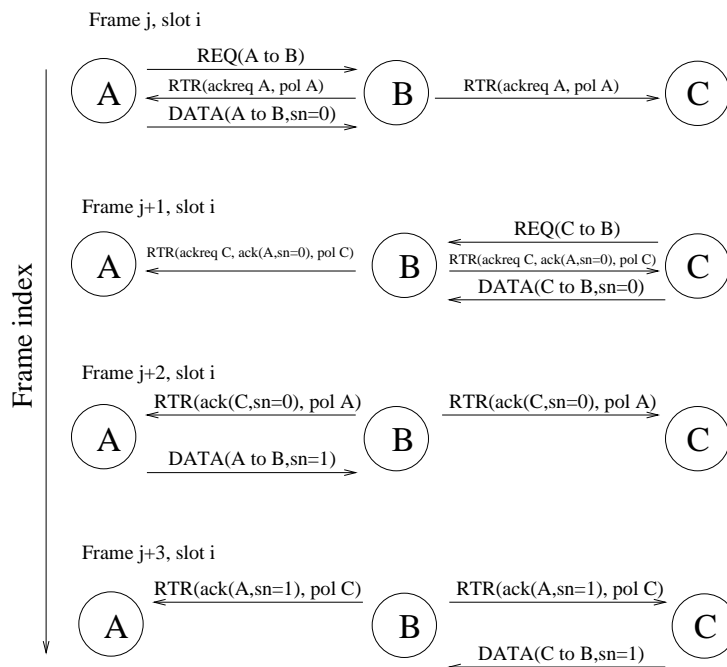 Frame j, slot i
REQ(A to B)
A
RTR(ackreq A, pol A)
B
RTR(ackreq A, pol A)
C
DATA(A to B,sn=0)
Frame j+1, slot i
REQ(C to B)
A
RTR(ackreq C, ack(A,sn=0), pol C)
B
RTR(ackreq C, ack(A,sn=0), pol C)
C
DATA(C to B,sn=0)
Frame index
Frame j+2, slot i
RTR(ack(C,sn=0), pol A)
RTR(ack(C,sn=0), pol A)
A
B
C
DATA(A to B,sn=1)
Frame j+3, slot i
RTR(ack(A,sn=1), pol C)
RTR(ack(A,sn=1), pol C)
A
B
C
DATA(C to B,sn=1)